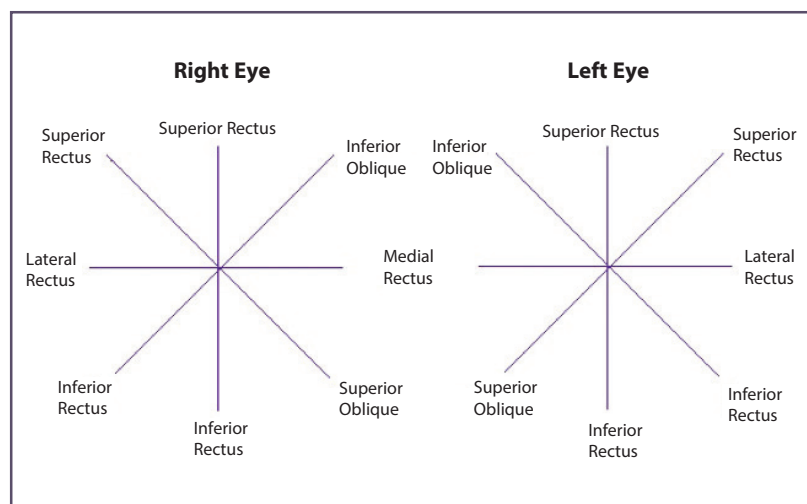 Right Eye
Superior
Rectus
Superior Rectus
Inferior
Oblique
Lateral
Rectus
Medial
Rectus
Inferior
Rectus
Inferior
Rectus
Superior
Oblique
Left Eye
Inferior
Oblique
Superior Rectus
Superior
Rectus
Lateral
Rectus
Superior
Oblique
Inferior
Rectus
Inferior
Rectus